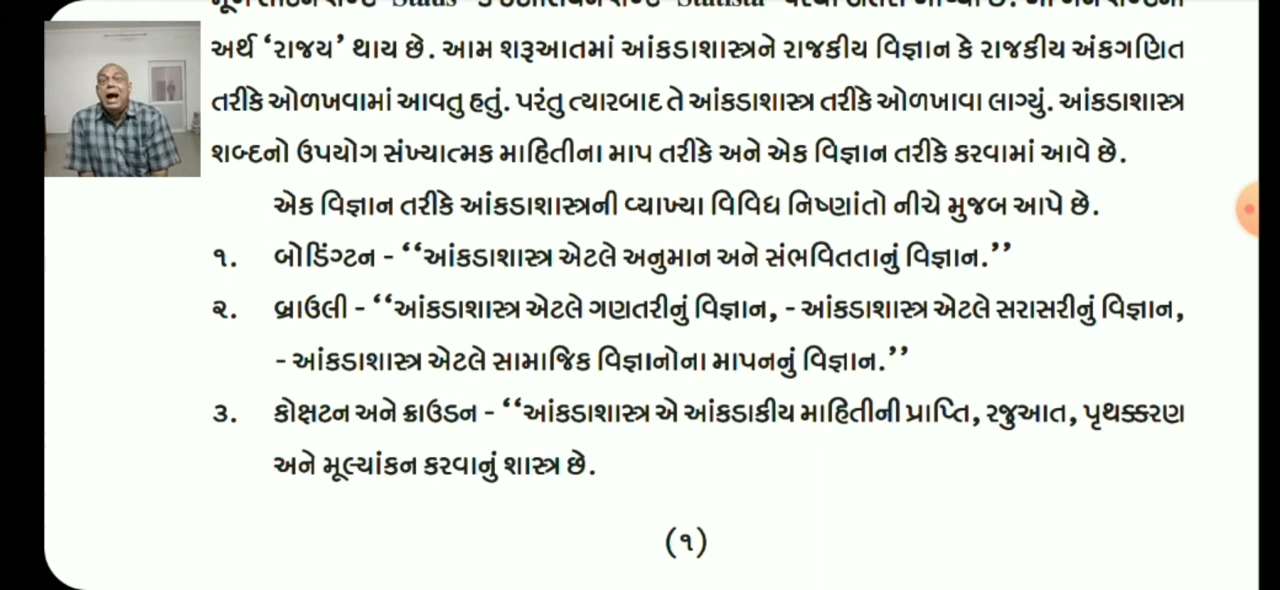 અર્થ ‘રાજય’ થાય છે. આમ શરૂઆતમાં આંકડાશાસ્ત્રને રાજકીય વિજ્ઞાન કે રાજકીય અંકગણિત
તરીકે ઓળખવામાં આવતુ હતું. પરંતુ ત્યારબાદ તે આંકડાશાસ્ત્ર તરીકે ઓળખાવા લાગ્યું. આંકડાશાસ્ત્ર
શબ્દનો ઉપયોગ સંખ્યાત્મક માહિતીના માપ તરીકે અને એક વિજ્ઞાન તરીકે કરવામાં આવે છે.
એક વિજ્ઞાન તરીકે આંકડાશાસ્ત્રની વ્યાખ્યા વિવિધ નિષ્ણાંતો નીચે મુજબ આપે છે.
૧. બોડિંગ્ટન - ‘‘આંકડાશાસ્ત્ર એટલે અનુમાન અને સંભવિતતાનું વિજ્ઞાન.’’
૨. બ્રાઉલી - ‘‘આંકડાશાસ્ત્ર એટલે ગણતરીનું વિજ્ઞાન, - આંકડાશાસ્ત્ર એટલે સરાસરીનું વિજ્ઞાન,
- આંકડાશાસ્ત્ર એટલે સામાજિક વિજ્ઞાનોના માપનનું વિજ્ઞાન.’’
૩. કોક્ષટન અને ક્રાઉડન - ‘‘આંકડાશાસ્ત્ર એ આંકડાકીય માહિતીની પ્રાપ્તિ, રજુઆત, પૃથક્કરણ
અને મૂલ્યાંકન કરવાનું શાસ્ત્ર છે.
(૧)